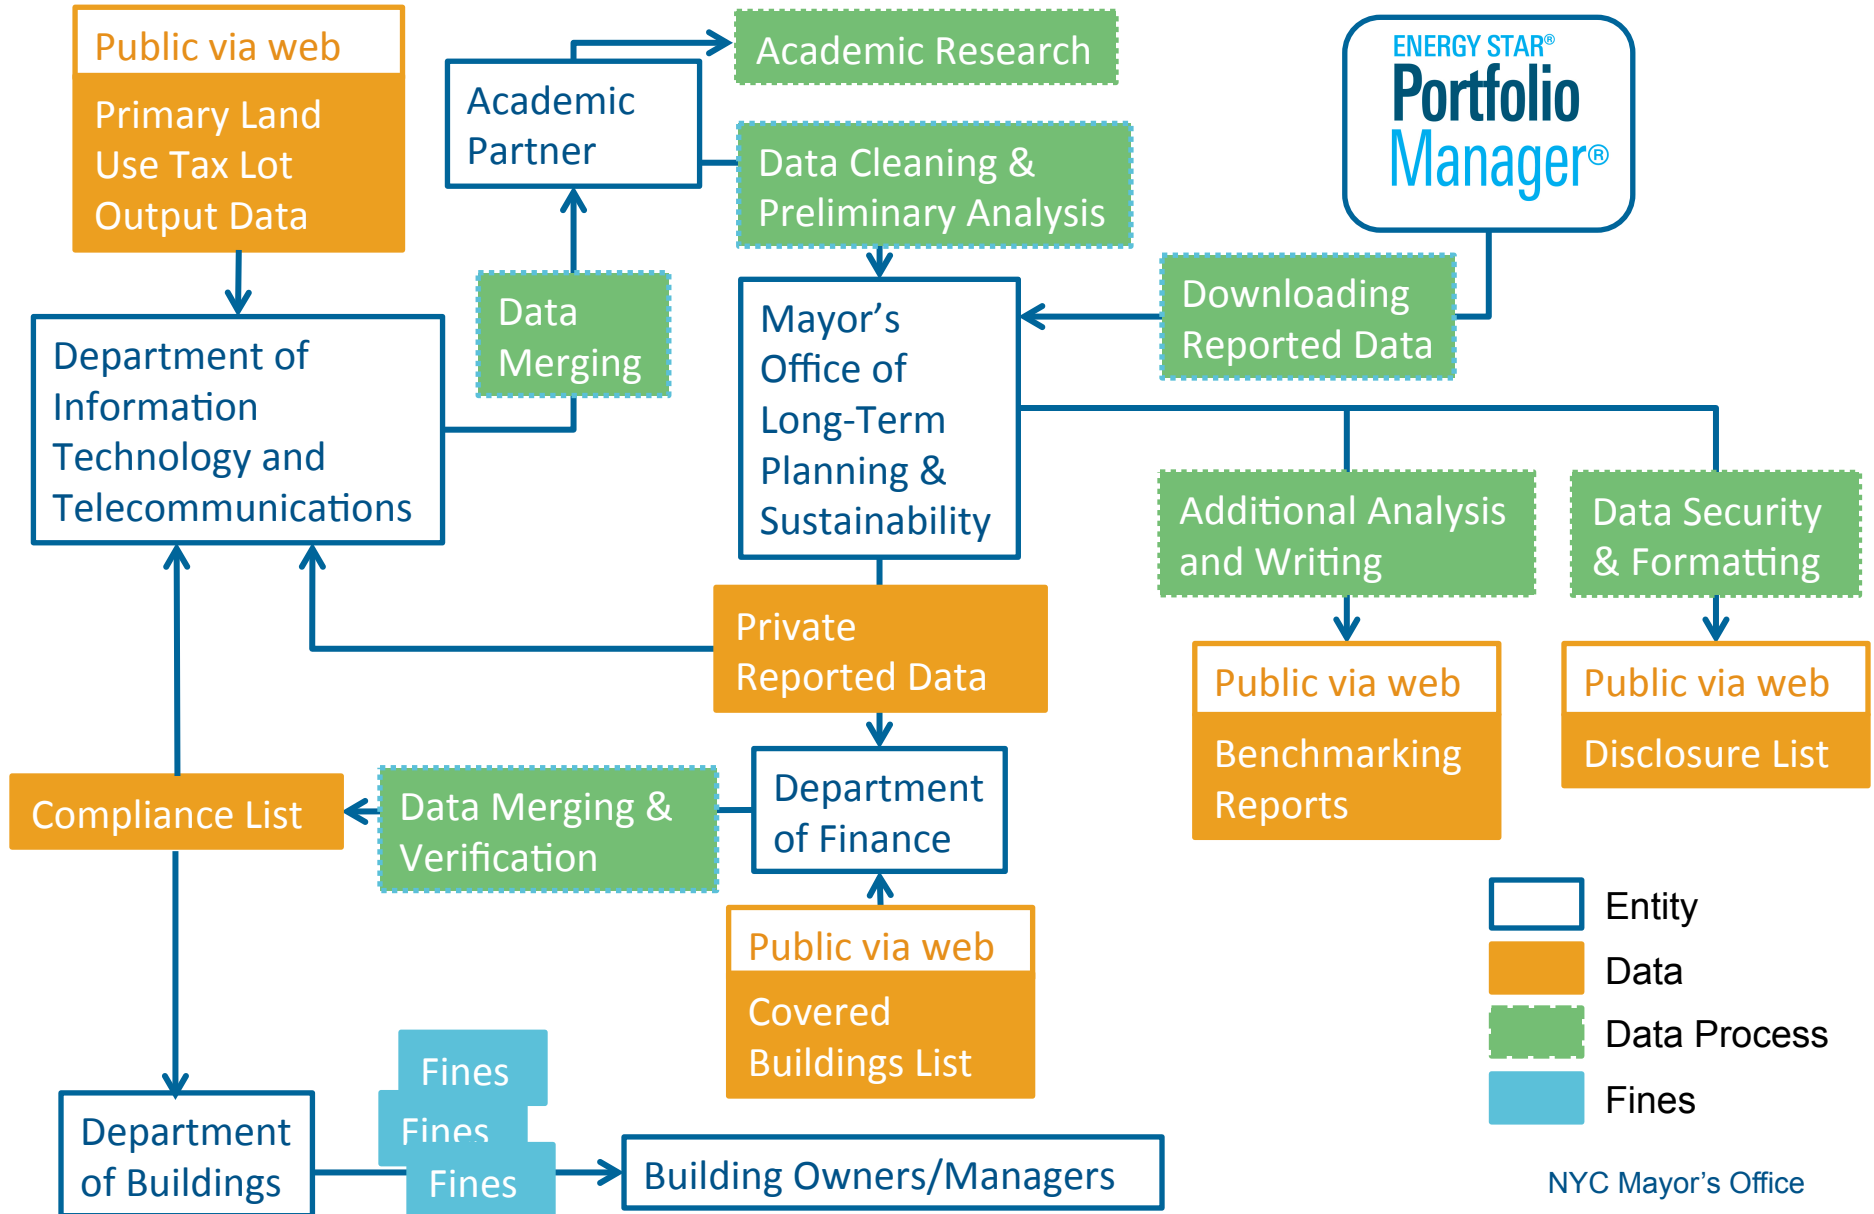 Public via web
Primary Land
Use Tax Lot
Output Data
Academic
Partner
Academic Research
Data Cleaning &
Preliminary Analysis
ENERGY STAR®
Portfolio
Manager®
Data
Merging
Downloading
Reported Data
Department of
Information
Technology and
Telecommunications
Mayor’s
Office of
Long-Term
Planning &
Sustainability
Additional Analysis
and Writing
Data Security
& Formatting
Private
Reported Data
Public via web
Benchmarking
Reports
Public via web
Disclosure List
Compliance List
Data Merging &
Verification
Department
of Finance
Public via web
Covered
Buildings List
Fines
Fines
Fines
Department
of Buildings
Building Owners/Managers
Entity
Data
Data Process
Fines
NYC Mayor’s Office